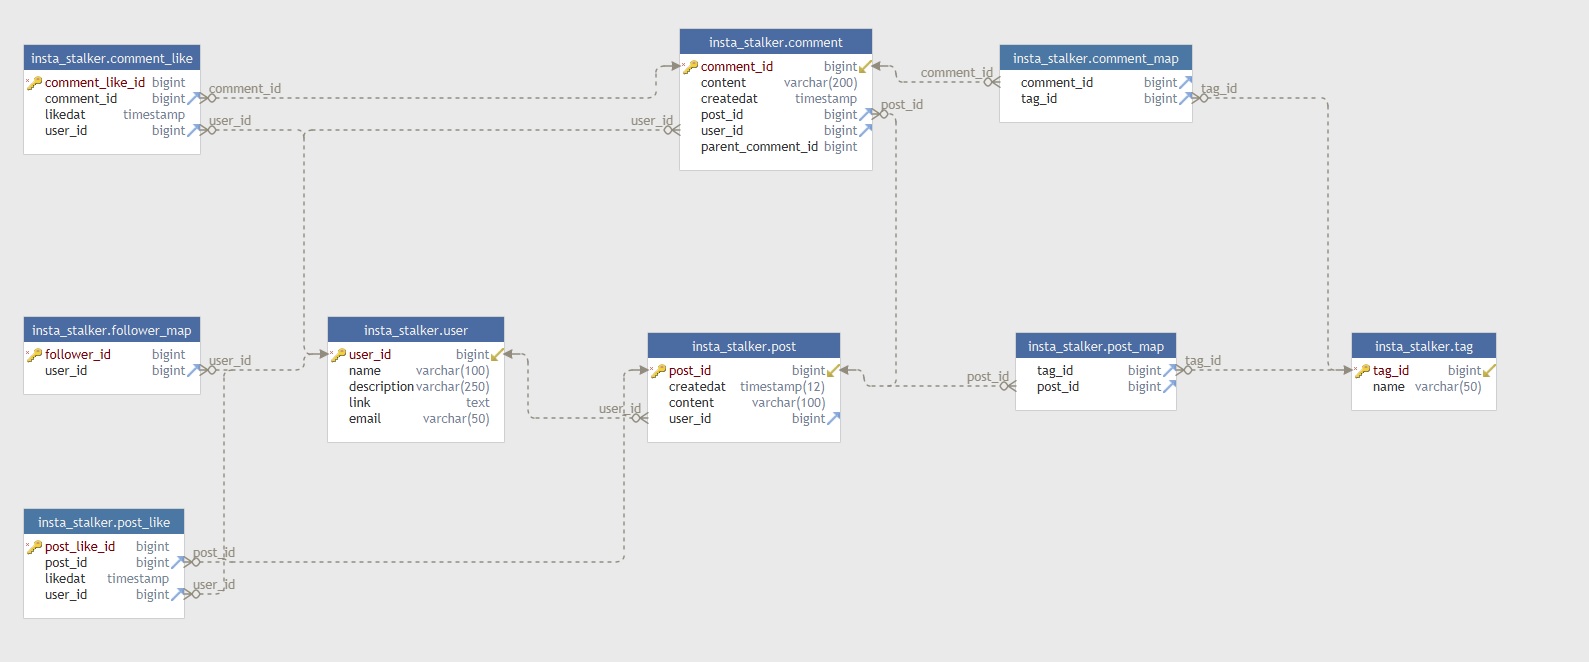 insta_stalker.comment_like
comment_like_id bigint
comment_id bigint
likedat timestamp
user_id bigint
comment_id
user_id
insta_stalker.comment
comment_id bigint
content varchar(200)
createdat timestamp
post_id bigint
user_id bigint
parent_comment_id bigint
user_id
post_id
comment_id
insta_stalker.comment_map
comment_id bigint
tag_id bigint
tag_id
insta_stalker.follower_map
follower_id bigint
user_id bigint
user_id
insta_stalker.user
user_id bigint
name varchar(100)
description varchar(250)
link text
email varchar(50)
user_id
insta_stalker.post
post_id bigint
createdat timestamp(12)
content varchar(100)
user_id bigint
post_id
insta_stalker.post_map
tag_id bigint
post_id bigint
tag_id
insta_stalker.tag
tag_id bigint
name varchar(50)
insta_stalker.post_like
post_like_id bigint
post_id bigint
likedat timestamp
user_id bigint
post_id
user_id